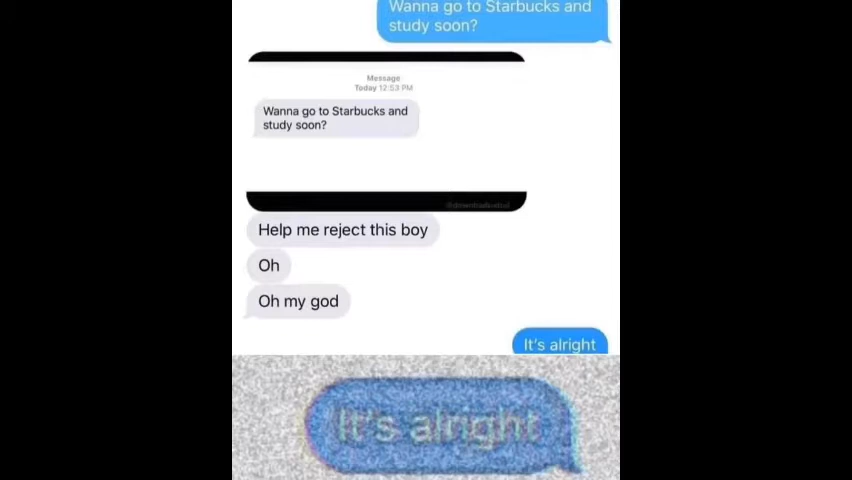 Wanna go to Starbucks and
study soon?
Message
Today 12:53 PM
Wanna go to Starbucks and
study soon?
Help me reject this boy
Oh
Oh my god
It's alright
It's alright